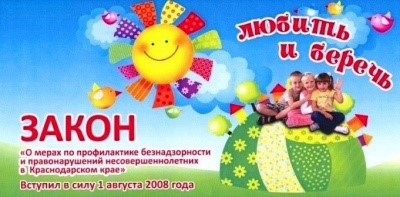 любить
и беречь
ЗАКОН
«О мерах по профилактике безнадзорности
и правонарушений несовершеннолетних
в Краснодарском крае»
Вступил в силу 1 августа 2008 года